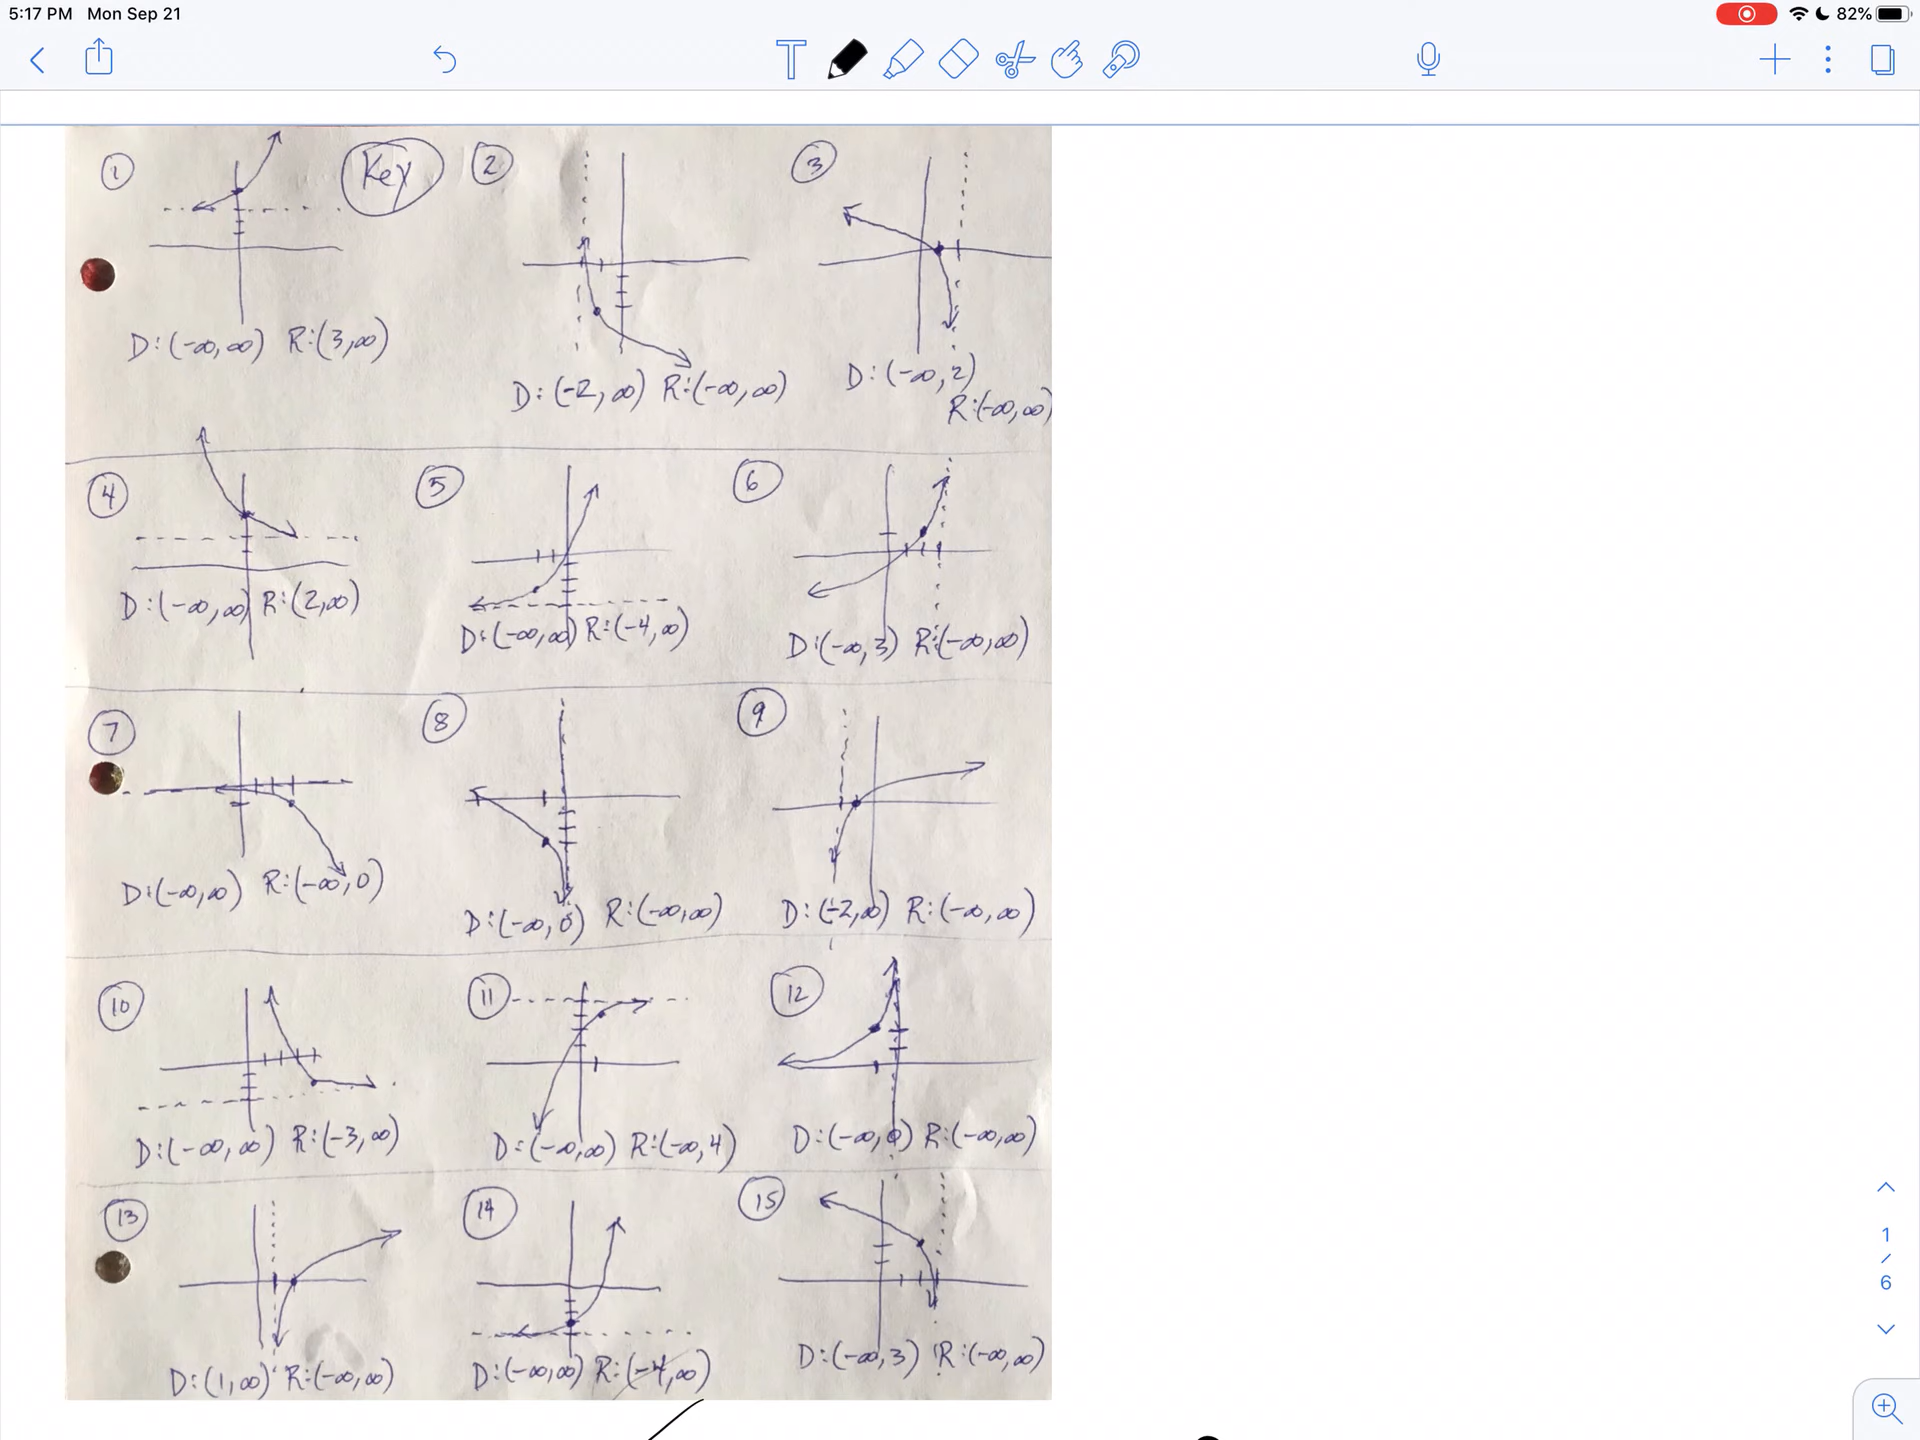 5:17 PM Mon Sep 21
82%
T
1 Key 2 3
D:(-∞,∞) R:(3,∞)
D:(-2,∞) R:(-∞,∞)
D:(-∞,2)
R:(-∞,∞)
4 5 6
D:(-∞,∞) R:(2,∞)
D:(-∞,∞) R:(-4,∞)
D:(-∞,3) R:(-∞,∞)
7 8 9
D:(-∞,∞) R:(-∞,0)
D:(-∞,0) R:(-∞,∞)
D:(-2,∞) R:(-∞,∞)
10 11 12
D:(-∞,∞) R:(-3,∞)
D:(-∞,∞) R:(-∞,4)
D:(-∞,0) R:(-∞,∞)
13 14 15
D:(1,∞) R:(-∞,∞)
D:(-∞,∞) R:(-4,∞)
D:(-∞,3) R:(-∞,∞)
1
/
6